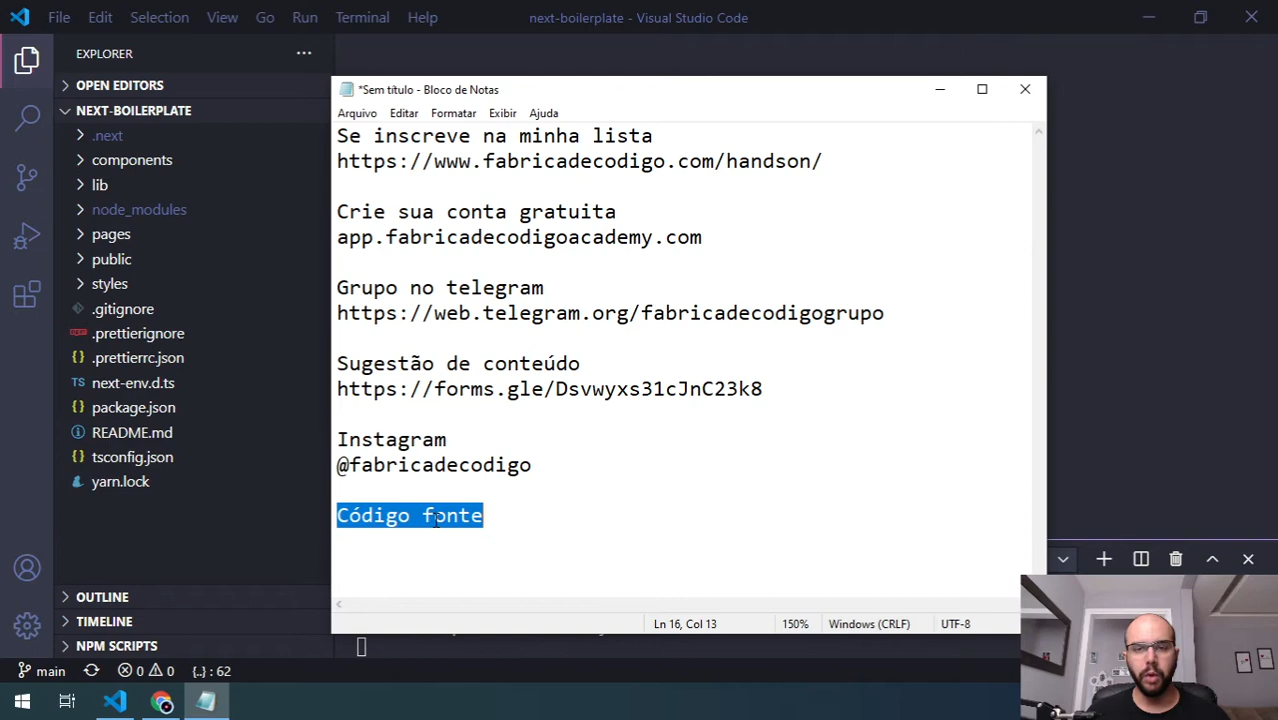 File Edit Selection View Go Run Terminal Help
next-boilerplate - Visual Studio Code
EXPLORER
OPEN EDITORS
NEXT-BOILERPLATE
.next
components
lib
node_modules
pages
public
styles
.gitignore
.prettierignore
.prettierrc.json
next-env.d.ts
package.json
README.md
tsconfig.json
yarn.lock
OUTLINE
TIMELINE
NPM SCRIPTS
main
0 0
{..} : 62
*Sem título - Bloco de Notas
Arquivo Editar Formatar Exibir Ajuda
Se inscreve na minha lista
https://www.fabricadecodigo.com/handson/
Crie sua conta gratuita
app.fabricadecodigoacademy.com
Grupo no telegram
https://web.telegram.org/fabricadecodigogrupo
Sugestão de conteúdo
https://forms.gle/Dsvwyxs31cJnC23k8
Instagram
@fabricadecodigo
Código fonte
Ln 16, Col 13 150% Windows (CRLF) UTF-8